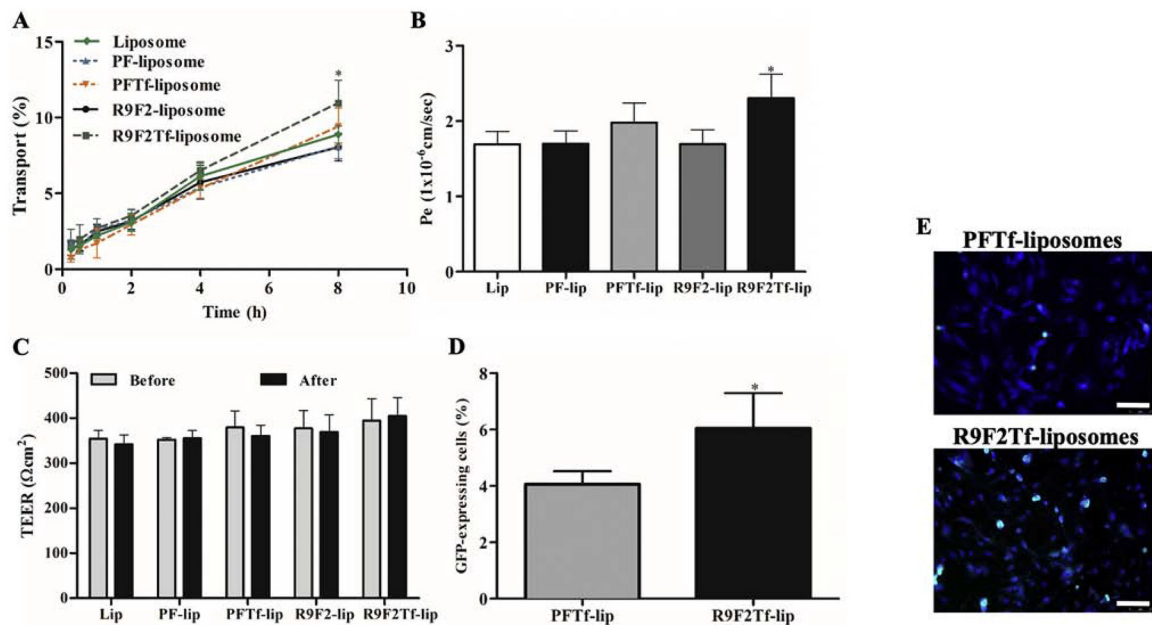 A
Liposome
PF-liposome
PFTf-liposome
R9F2-liposome
R9F2Tf-liposome
*
15
10
5
0
Transport (%)
0 2 4 6 8 10
Time (h)
B
*
3
2
1
0
Pe (1x10⁻⁶cm/sec)
Lip PF-lip PFTf-lip R9F2-lip R9F2Tf-lip
C
Before After
500
400
300
200
100
0
TEER (Ωcm²)
Lip PF-lip PFTf-lip R9F2-lip R9F2Tf-lip
D
*
8
6
4
2
0
GFP-expressing cells (%)
PFTf-lip R9F2Tf-lip
E
PFTf-liposomes
R9F2Tf-liposomes